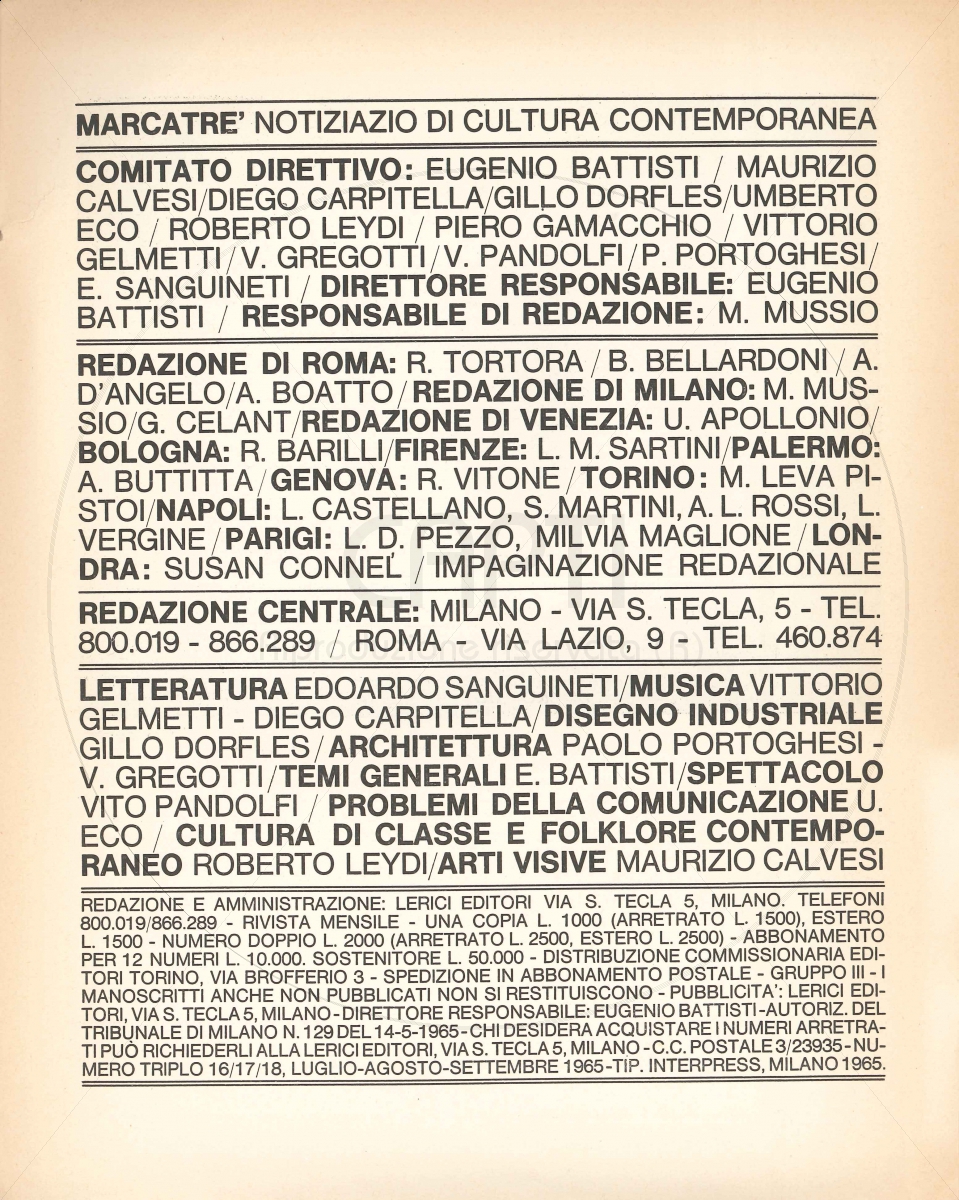 MARCATRE' NOTIZIAZIO DI CULTURA CONTEMPORANEA
COMITATO DIRETTIVO: EUGENIO BATTISTI / MAURIZIO
CALVESI/DIEGO CARPITELLA/GILLO DORFLES/UMBERTO
ECO / ROBERTO LEYDI / PIERO GAMACCHIO / VITTORIO
GELMETTI/V. GREGOTTI/V. PANDOLFI/P. PORTOGHESI/
E. SANGUINETI / DIRETTORE RESPONSABILE: EUGENIO
BATTISTI / RESPONSABILE DI REDAZIONE: M. MUSSIO
REDAZIONE DI ROMA: R. TORTORA / B. BELLARDONI / A.
D'ANGELO/A. BOATTO / REDAZIONE DI MILANO: M. MUS-
SIO/G. CELANT/REDAZIONE DI VENEZIA: U. APOLLONIO/
BOLOGNA: R. BARILLI/FIRENZE: L. M. SARTINI/PALERMO:
A. BUTTITTA/GENOVA: R. VITONE/TORINO: M. LEVA PI-
STOI/NAPOLI: L. CASTELLANO, S. MARTINI, A. L. ROSSI, L.
VERGINE/PARIGI: L. D. PEZZO, MILVIA MAGLIONE/LON-
DRA: SUSAN CONNEL / IMPAGINAZIONE REDAZIONALE
CAPTI
REDAZIONE CENTRALE: MILANO - VIA S. TECLA, 5 - TEL.
800.019 - 866.289 / ROMA - VIA LAZIO, 9 - TEL. 460.874
Riproduzione riservata (R)
LETTERATURA EDOARDO SANGUINETI/MUSICA VITTORIO
GELMETTI - DIEGO CARPITELLA/DISEGNO INDUSTRIALE
GILLO DORFLES/ARCHITETTURA PAOLO PORTOGHESI -
V. GREGOTTI/TEMI GENERALI E. BATTISTI/SPETTACOLO
VITO PANDOLFI / PROBLEMI DELLA COMUNICAZIONE U.
ECO / CULTURA DI CLASSE E FOLKLORE CONTEMPO-
RANEO ROBERTO LEYDI/ARTI VISIVE MAURIZIO CALVESI
REDAZIONE E AMMINISTRAZIONE: LERICI EDITORI VIA S. TECLA 5, MILANO. TELEFONI
800.019/866.289 - RIVISTA MENSILE - UNA COPIA L. 1000 (ARRETRATO L. 1500), ESTERO
L. 1500 - NUMERO DOPPIO L. 2000 (ARRETRATO L. 2500, ESTERO L. 2500) - ABBONAMENTO
PER 12 NUMERI L. 10.000. SOSTENITORE L. 50.000 - DISTRIBUZIONE COMMISSIONARIA EDI-
TORI TORINO, VIA BROFFERIO 3 - SPEDIZIONE IN ABBONAMENTO POSTALE - GRUPPO III - I
MANOSCRITTI ANCHE NON PUBBLICATI NON SI RESTITUISCONO - PUBBLICITA': LERICI EDI-
TORI, VIA S. TECLA 5, MILANO - DIRETTORE RESPONSABILE: EUGENIO BATTISTI - AUTORIZ. DEL
TRIBUNALE DI MILANO N. 129 DEL 14-5-1965 - CHI DESIDERA ACQUISTARE I NUMERI ARRETRA-
TI PUÒ RICHIEDERLI ALLA LERICI EDITORI, VIA S. TECLA 5, MILANO - C.C. POSTALE 3/23935 - NU-
MERO TRIPLO 16/17/18, LUGLIO-AGOSTO-SETTEMBRE 1965 - TIP. INTERPRESS, MILANO 1965.